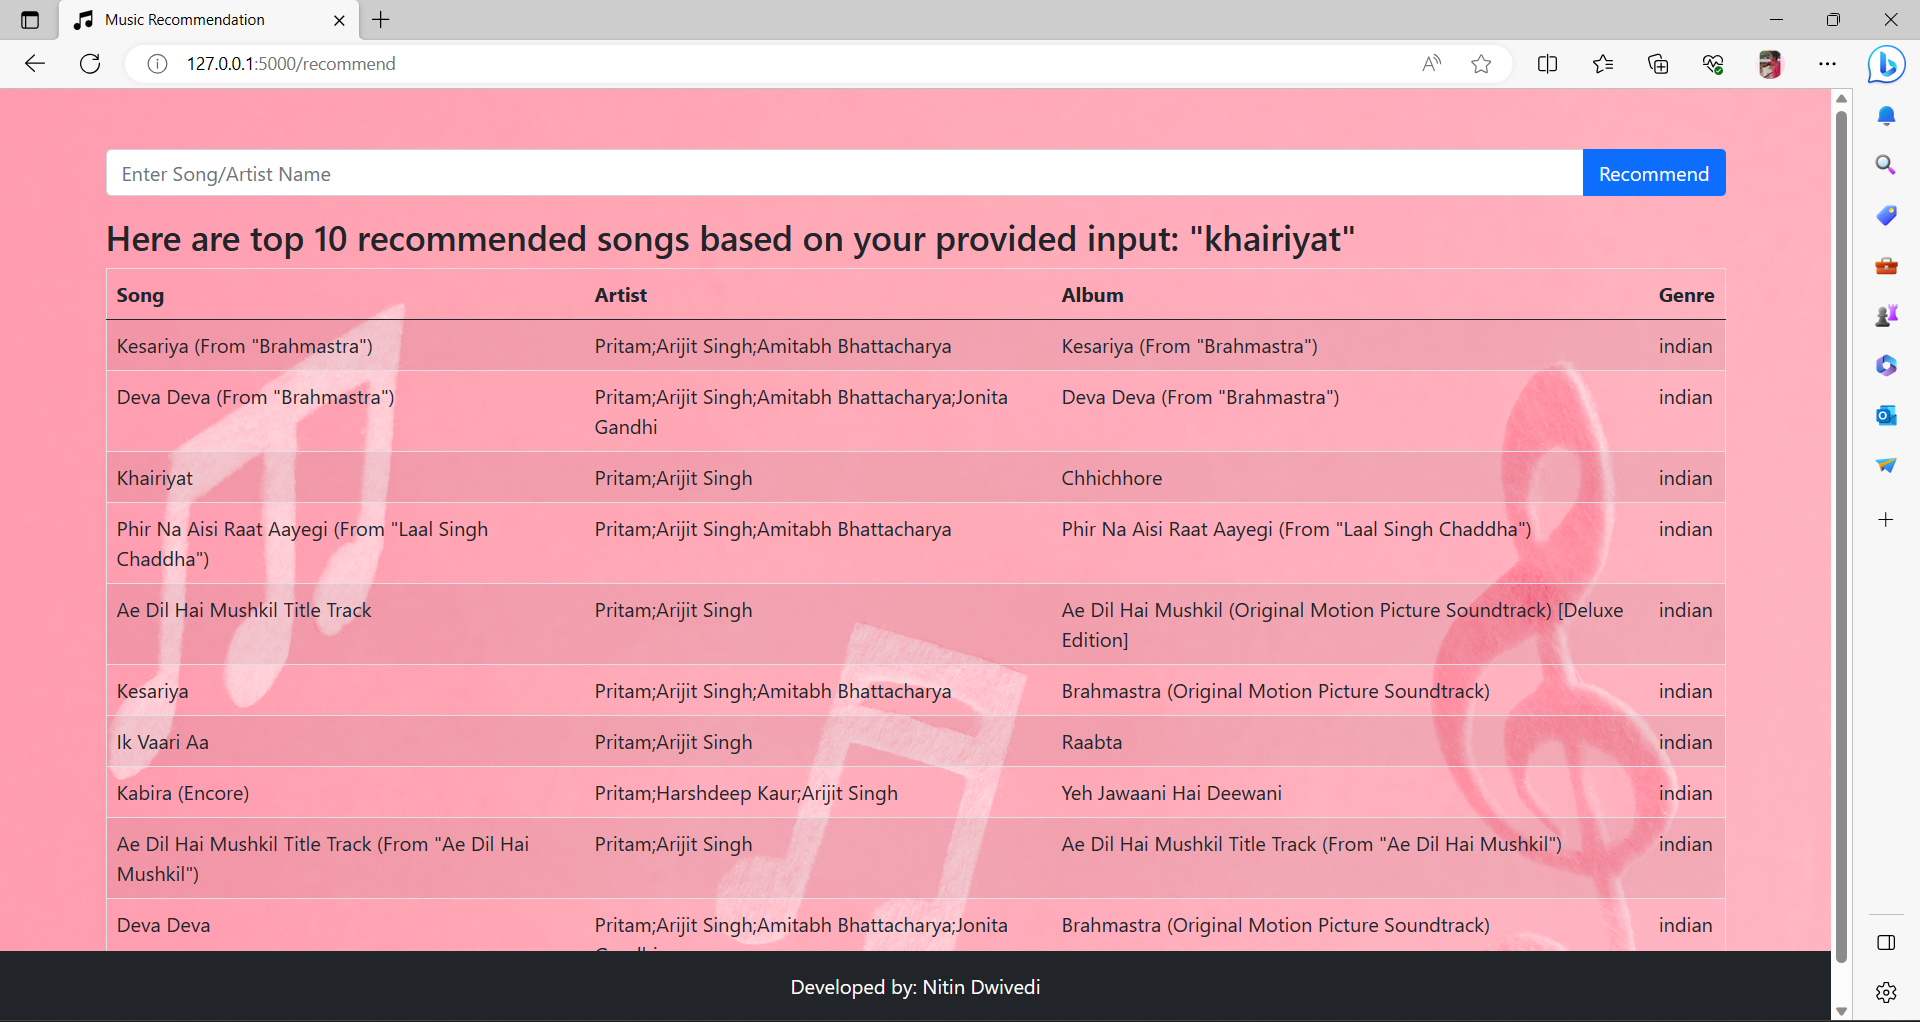 Music Recommendation
127.0.0.1:5000/recommend
Enter Song/Artist Name
Recommend
Here are top 10 recommended songs based on your provided input: "khairiyat"
Song Artist Album Genre
Kesariya (From "Brahmastra") Pritam;Arijit Singh;Amitabh Bhattacharya Kesariya (From "Brahmastra") indian
Deva Deva (From "Brahmastra") Pritam;Arijit Singh;Amitabh Bhattacharya;Jonita Deva Deva (From "Brahmastra") indian
Gandhi
Khairiyat Pritam;Arijit Singh Chhichhore indian
Phir Na Aisi Raat Aayegi (From "Laal Singh Pritam;Arijit Singh;Amitabh Bhattacharya Phir Na Aisi Raat Aayegi (From "Laal Singh Chaddha") indian
Chaddha")
Ae Dil Hai Mushkil Title Track Pritam;Arijit Singh Ae Dil Hai Mushkil (Original Motion Picture Soundtrack) [Deluxe indian
Edition]
Kesariya Pritam;Arijit Singh;Amitabh Bhattacharya Brahmastra (Original Motion Picture Soundtrack) indian
Ik Vaari Aa Pritam;Arijit Singh Raabta indian
Kabira (Encore) Pritam;Harshdeep Kaur;Arijit Singh Yeh Jawaani Hai Deewani indian
Ae Dil Hai Mushkil Title Track (From "Ae Dil Hai Pritam;Arijit Singh Ae Dil Hai Mushkil Title Track (From "Ae Dil Hai Mushkil") indian
Mushkil")
Deva Deva Pritam;Arijit Singh;Amitabh Bhattacharya;Jonita Brahmastra (Original Motion Picture Soundtrack) indian
Developed by: Nitin Dwivedi